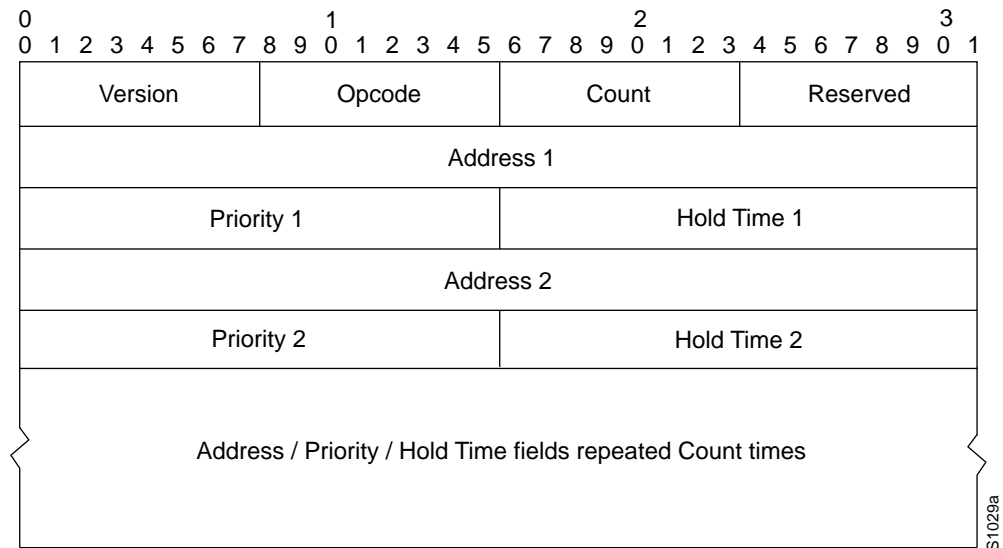 0 1 2 3
0 1 2 3 4 5 6 7 8 9 0 1 2 3 4 5 6 7 8 9 0 1 2 3 4 5 6 7 8 9 0 1
Version Opcode Count Reserved
Address 1
Priority 1 Hold Time 1
Address 2
Priority 2 Hold Time 2
Address / Priority / Hold Time fields repeated Count times
S1029a